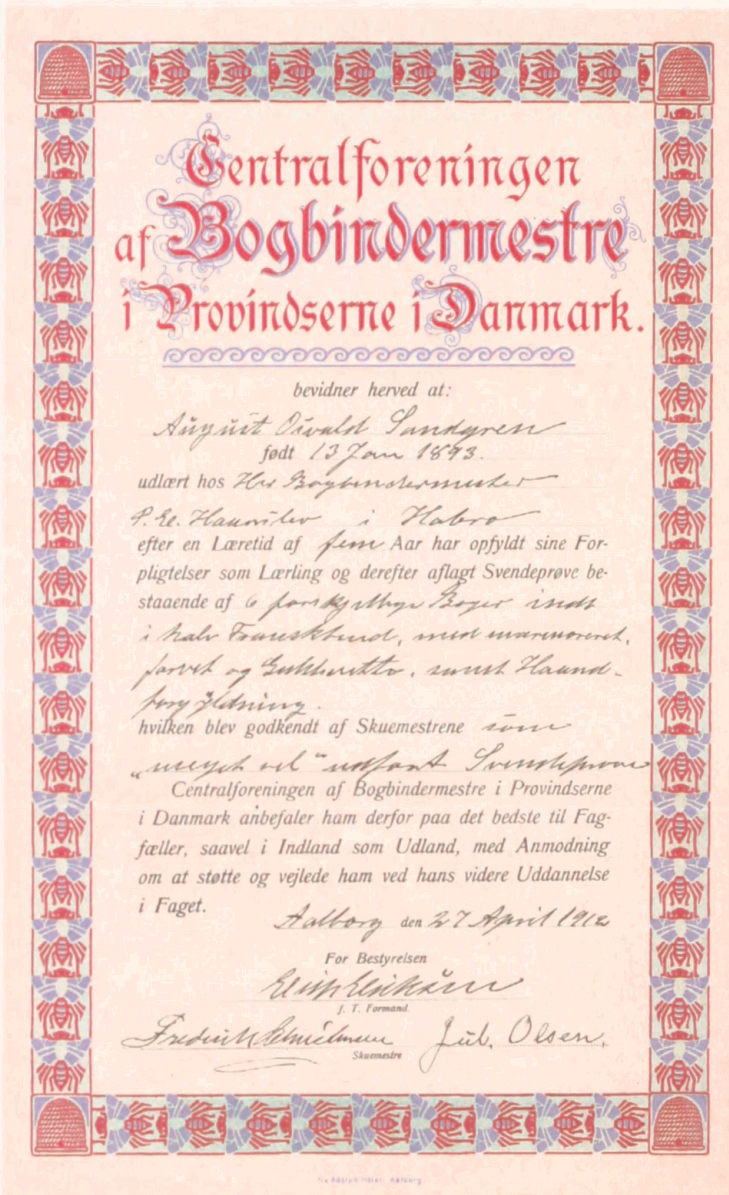 Centralforeningen
af Bogbindermestre
i Provindserne i Danmark.
bevidner herved at:
August Osvald Sandgren
født 13 Jan 1893.
udlært hos Hr Bogbindermester
P. i Hobro
efter en Læretid af fem Aar har opfyldt sine For-
pligtelser som Lærling og derefter aflagt Svendeprøve be-
staaende af 6 forskjellige Bøger indb
i halv Franskbind, med marmoreret,
farvet og samt Haand-
forgyldning.
hvilken blev godkendt af Skuemestrene som
„meget vel" udført Svendeprøve
Centralforeningen af Bogbindermestre i Provindserne
i Danmark anbefaler ham derfor paa det bedste til Fag-
fæller, saavel i Indland som Udland, med Anmodning
om at støtte og vejlede ham ved hans videre Uddannelse
i Faget.
Aalborg den 27 April 1912
For Bestyrelsen
J. T. Formand.
Jul. Olsen.
Skuemestre
Aalborg